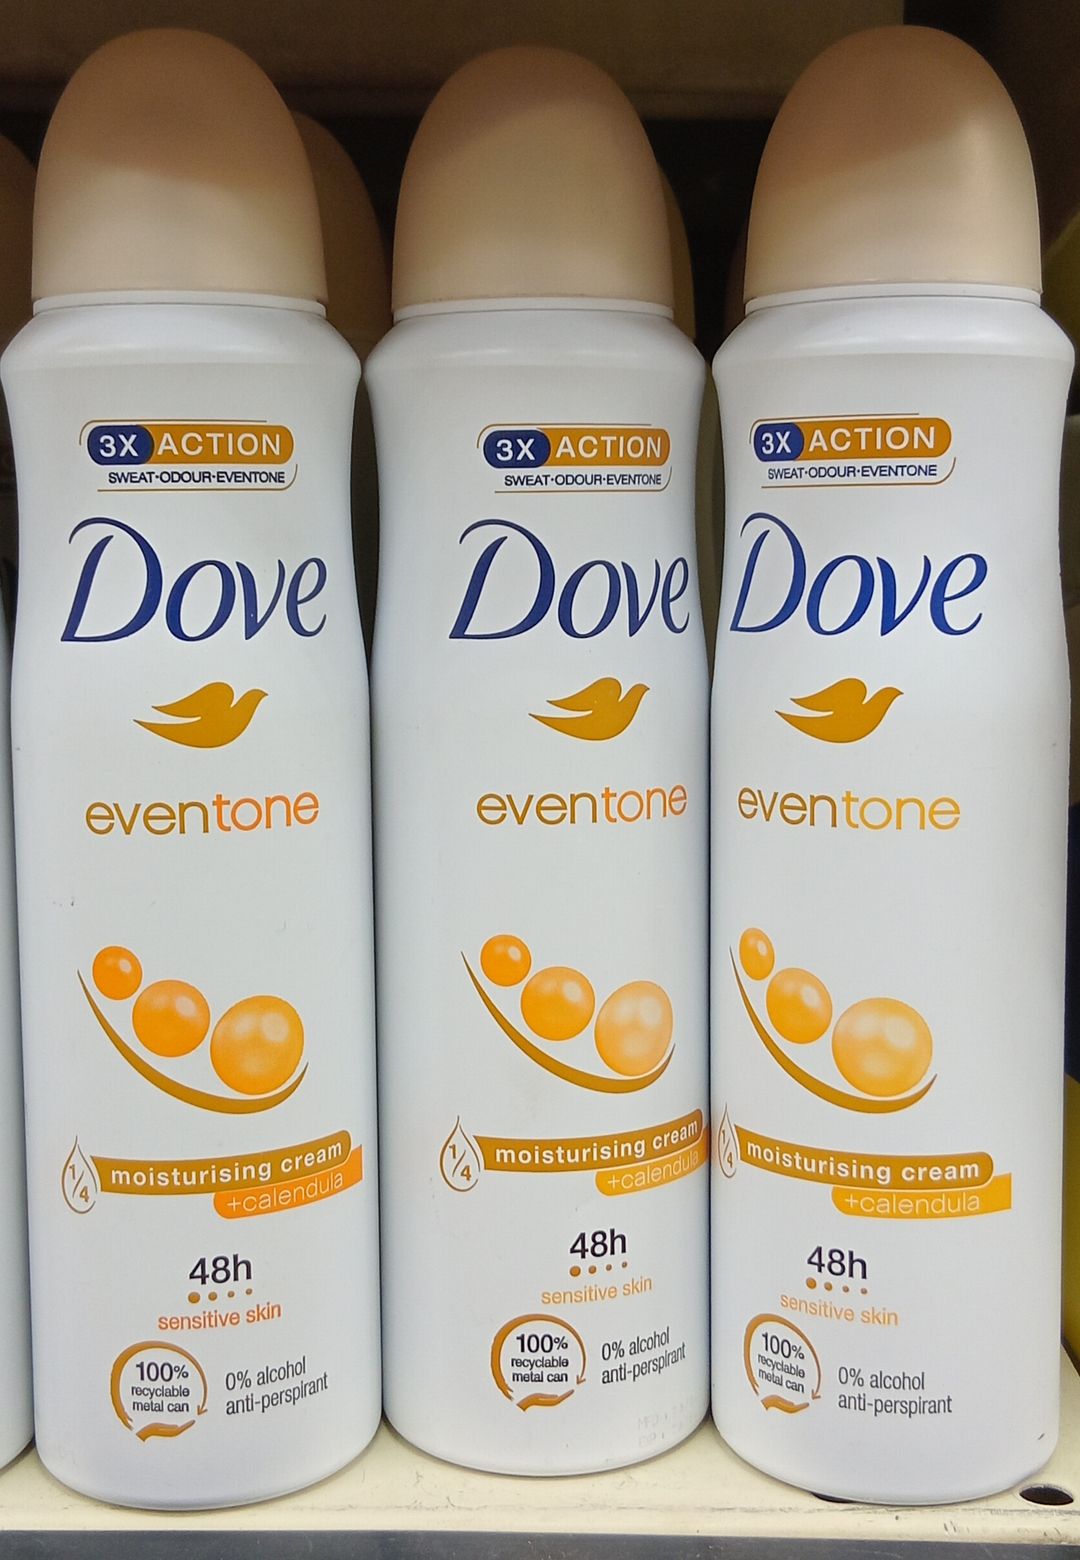 3X ACTION
SWEAT·ODOUR·EVENTONE
Dove
eventone
1/4 moisturising cream
+calendula
48h
sensitive skin
100%
recyclable
metal can
0% alcohol
anti-perspirant
3X ACTION
SWEAT·ODOUR·EVENTONE
Dove
eventone
1/4 moisturising cream
+calendula
48h
sensitive skin
100%
recyclable
metal can
0% alcohol
anti-perspirant
3X ACTION
SWEAT·ODOUR·EVENTONE
Dove
eventone
1/4 moisturising cream
+calendula
48h
sensitive skin
100%
recyclable
metal can
0% alcohol
anti-perspirant